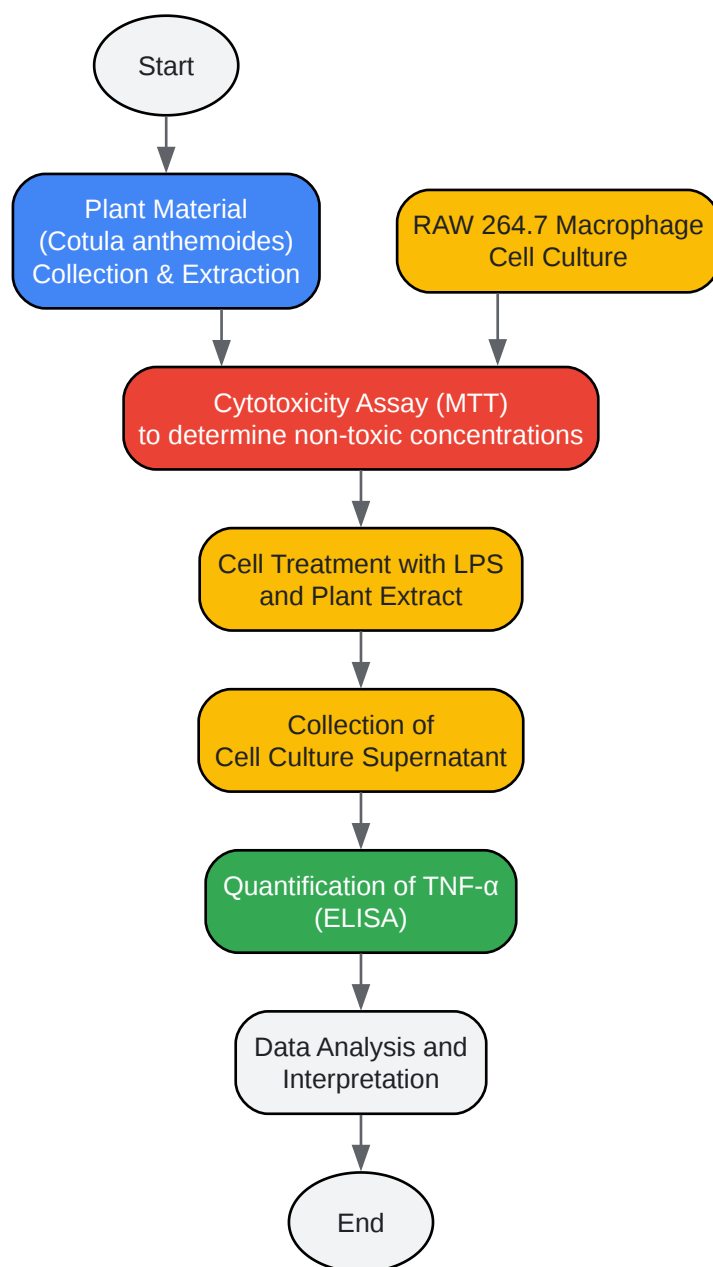 Start
Plant Material
(Cotula anthemoides)
Collection & Extraction
RAW 264.7 Macrophage
Cell Culture
Cytotoxicity Assay (MTT)
to determine non-toxic concentrations
Cell Treatment with LPS
and Plant Extract
Collection of
Cell Culture Supernatant
Quantification of TNF-α
(ELISA)
Data Analysis and
Interpretation
End